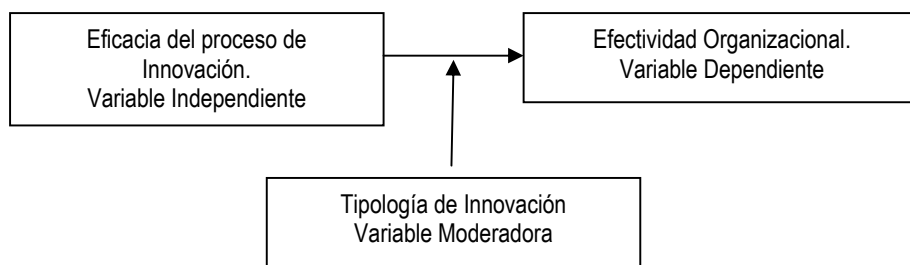 Eficacia del proceso de
Innovación.
Variable Independiente
Efectividad Organizacional.
Variable Dependiente
Tipología de Innovación
Variable Moderadora